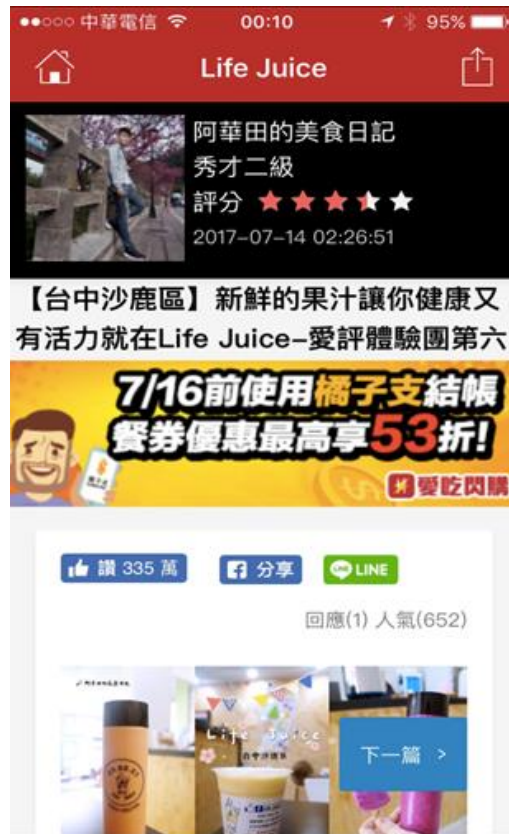 中華電信 00:10 95%
Life Juice
阿華田的美食日記
秀才二級
評分
2017-07-14 02:26:51
【台中沙鹿區】新鮮的果汁讓你健康又
有活力就在Life Juice-愛評體驗團第六
7/16前使用橘子支結帳
餐券優惠最高享53折!
愛吃閃購
讚 335 萬
分享
LINE
回應(1) 人氣(652)
Life Juice
台中沙鹿區
下一篇 >